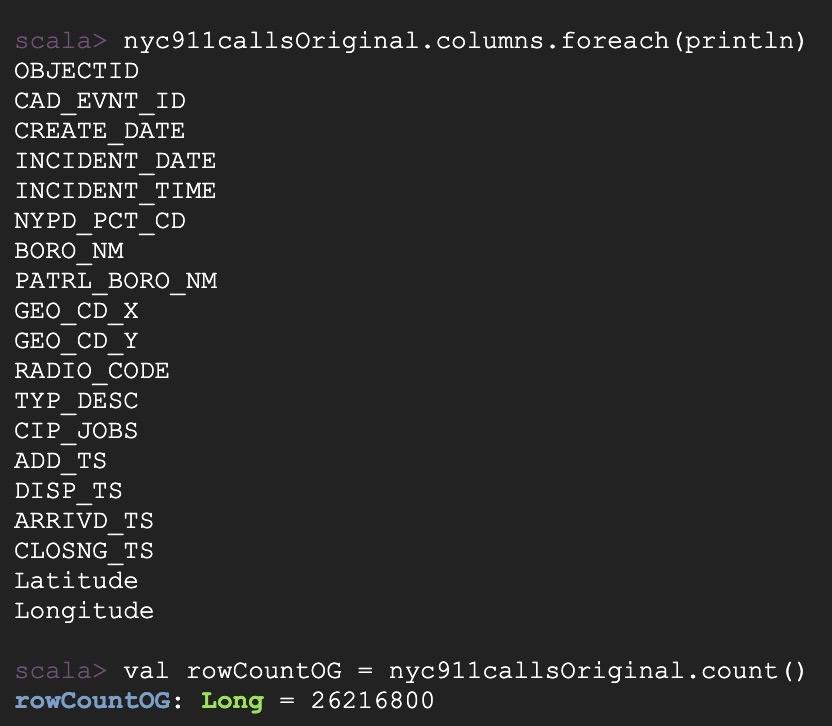 scala> nyc911callsOriginal.columns.foreach(println)
OBJECTID
CAD_EVNT_ID
CREATE_DATE
INCIDENT_DATE
INCIDENT_TIME
NYPD_PCT_CD
BORO_NM
PATRL_BORO_NM
GEO_CD_X
GEO_CD_Y
RADIO_CODE
TYP_DESC
CIP_JOBS
ADD_TS
DISP_TS
ARRIVD_TS
CLOSNG_TS
Latitude
Longitude
scala> val rowCountOG = nyc911callsOriginal.count()
rowCountOG: Long = 26216800